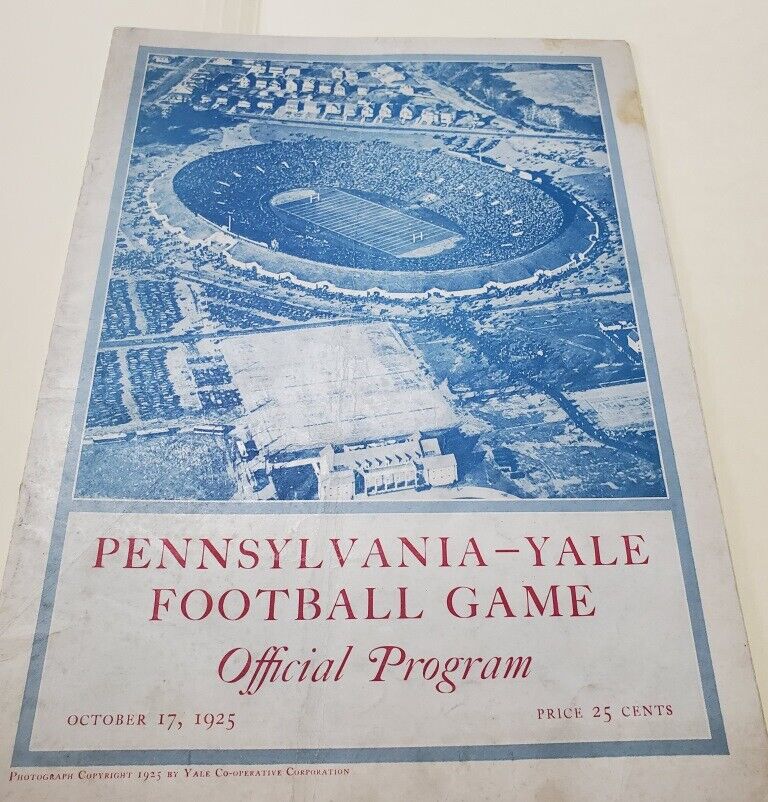 PENNSYLVANIA–YALE
FOOTBALL GAME
Official Program
OCTOBER 17, 1925 PRICE 25 CENTS
PHOTOGRAPH COPYRIGHT 1925 BY YALE CO-OPERATIVE CORPORATION